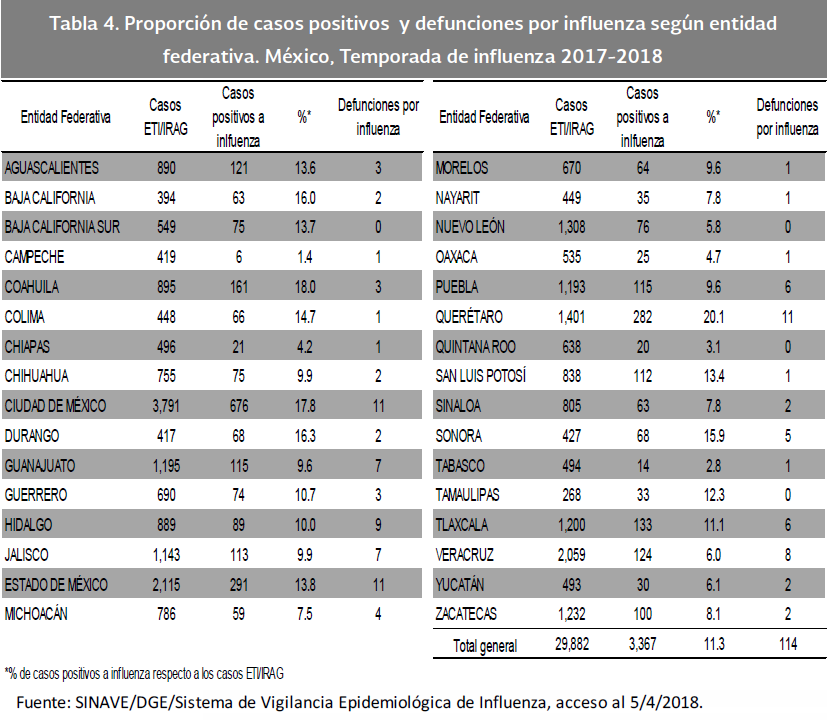 Tabla 4. Proporción de casos positivos y defunciones por influenza según entidad
federativa. México, Temporada de influenza 2017-2018
Entidad Federativa Casos ETI/IRAG Casos positivos a inlfuenza %* Defunciones por influenza
AGUASCALIENTES 890 121 13.6 3
BAJA CALIFORNIA 394 63 16.0 2
BAJA CALIFORNIA SUR 549 75 13.7 0
CAMPECHE 419 6 1.4 1
COAHUILA 895 161 18.0 3
COLIMA 448 66 14.7 1
CHIAPAS 496 21 4.2 1
CHIHUAHUA 755 75 9.9 2
CIUDAD DE MÉXICO 3,791 676 17.8 11
DURANGO 417 68 16.3 2
GUANAJUATO 1,195 115 9.6 7
GUERRERO 690 74 10.7 3
HIDALGO 889 89 10.0 9
JALISCO 1,143 113 9.9 7
ESTADO DE MÉXICO 2,115 291 13.8 11
MICHOACÁN 786 59 7.5 4
Entidad Federativa Casos ETI/IRAG Casos positivos a influenza %* Defunciones por influenza
MORELOS 670 64 9.6 1
NAYARIT 449 35 7.8 1
NUEVO LEÓN 1,308 76 5.8 0
OAXACA 535 25 4.7 1
PUEBLA 1,193 115 9.6 6
QUERÉTARO 1,401 282 20.1 11
QUINTANA ROO 638 20 3.1 0
SAN LUIS POTOSÍ 838 112 13.4 1
SINALOA 805 63 7.8 2
SONORA 427 68 15.9 5
TABASCO 494 14 2.8 1
TAMAULIPAS 268 33 12.3 0
TLAXCALA 1,200 133 11.1 6
VERACRUZ 2,059 124 6.0 8
YUCATÁN 493 30 6.1 2
ZACATECAS 1,232 100 8.1 2
Total general 29,882 3,367 11.3 114
*% de casos positivos a influenza respecto a los casos ETI/IRAG
Fuente: SINAVE/DGE/Sistema de Vigilancia Epidemiológica de Influenza, acceso al 5/4/2018.